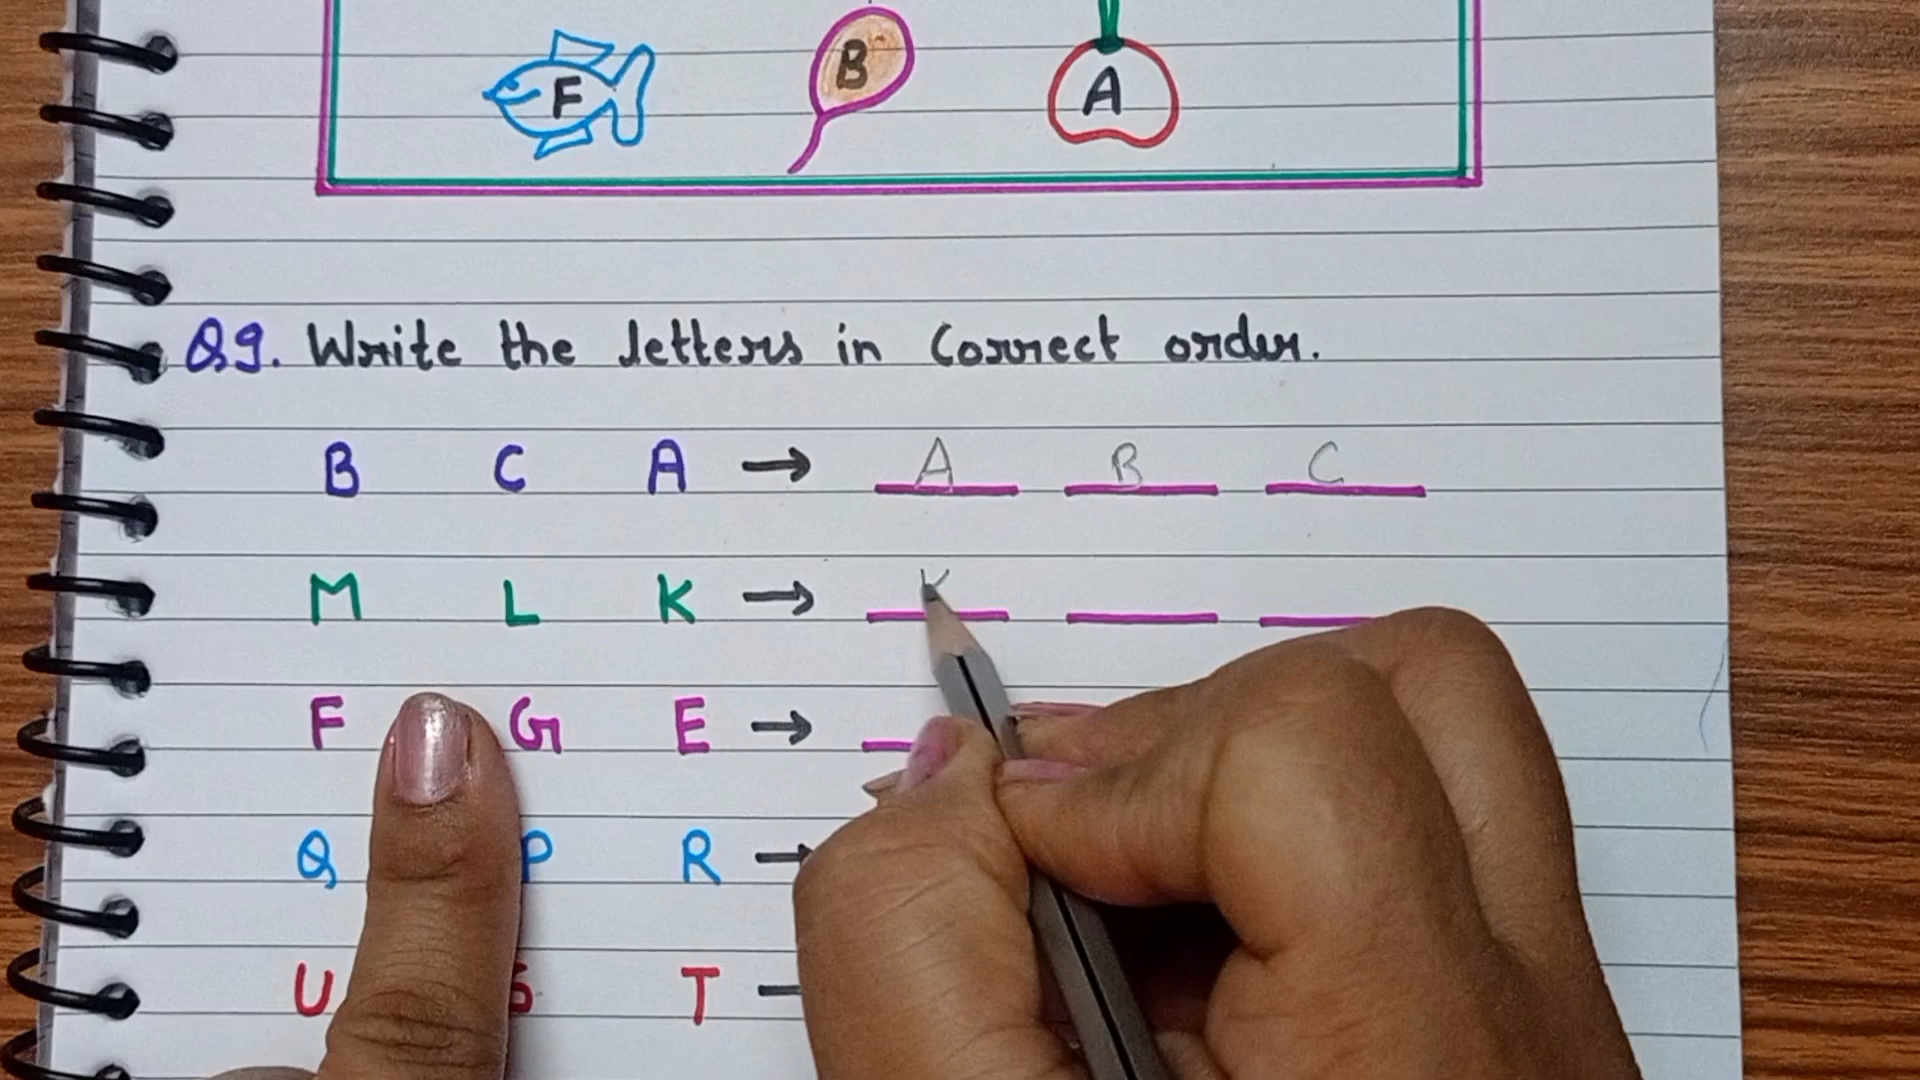 F B A
Q9. Write the letters in Correct order.
B C A → A B C
M L K → K
F G E →
Q P R →
U T